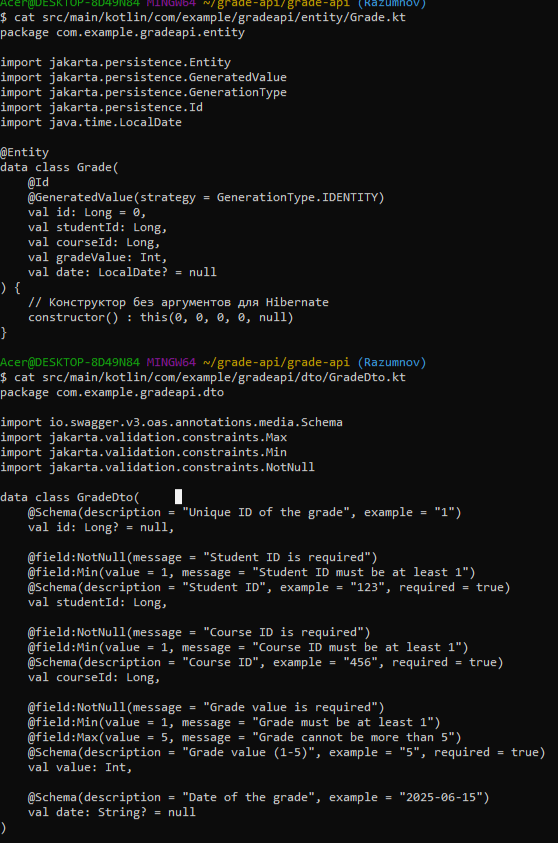 Acer@DESKTOP-8D49N84 MINGW64 ~/grade-api/grade-api (Razumnov)
$ cat src/main/kotlin/com/example/gradeapi/entity/Grade.kt
package com.example.gradeapi.entity

import jakarta.persistence.Entity
import jakarta.persistence.GeneratedValue
import jakarta.persistence.GenerationType
import jakarta.persistence.Id
import java.time.LocalDate

@Entity
data class Grade(
    @Id
    @GeneratedValue(strategy = GenerationType.IDENTITY)
    val id: Long = 0,
    val studentId: Long,
    val courseId: Long,
    val gradeValue: Int,
    val date: LocalDate? = null
) {
    // Конструктор без аргументов для Hibernate
    constructor() : this(0, 0, 0, 0, null)
}

Acer@DESKTOP-8D49N84 MINGW64 ~/grade-api/grade-api (Razumnov)
$ cat src/main/kotlin/com/example/gradeapi/dto/GradeDto.kt
package com.example.gradeapi.dto

import io.swagger.v3.oas.annotations.media.Schema
import jakarta.validation.constraints.Max
import jakarta.validation.constraints.Min
import jakarta.validation.constraints.NotNull

data class GradeDto(
    @Schema(description = "Unique ID of the grade", example = "1")
    val id: Long? = null,

    @field:NotNull(message = "Student ID is required")
    @field:Min(value = 1, message = "Student ID must be at least 1")
    @Schema(description = "Student ID", example = "123", required = true)
    val studentId: Long,

    @field:NotNull(message = "Course ID is required")
    @field:Min(value = 1, message = "Course ID must be at least 1")
    @Schema(description = "Course ID", example = "456", required = true)
    val courseId: Long,

    @field:NotNull(message = "Grade value is required")
    @field:Min(value = 1, message = "Grade must be at least 1")
    @field:Max(value = 5, message = "Grade cannot be more than 5")
    @Schema(description = "Grade value (1-5)", example = "5", required = true)
    val value: Int,

    @Schema(description = "Date of the grade", example = "2025-06-15")
    val date: String? = null
)